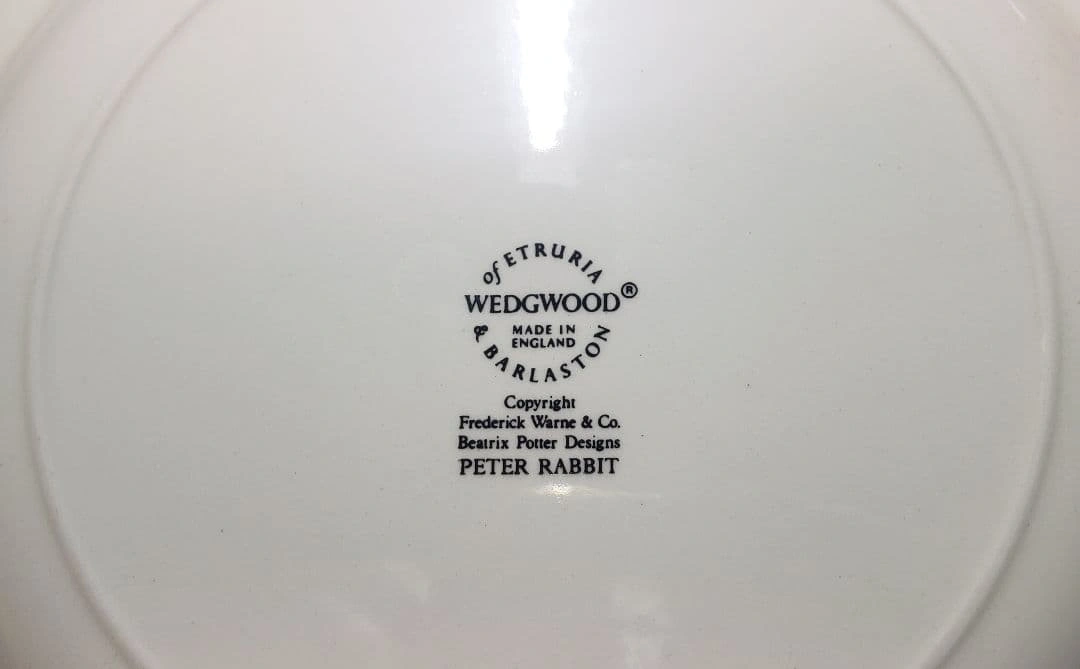 of ETRURIA
WEDGWOOD®
MADE IN
ENGLAND
& BARLASTON
Copyright
Frederick Warne & Co.
Beatrix Potter Designs
PETER RABBIT